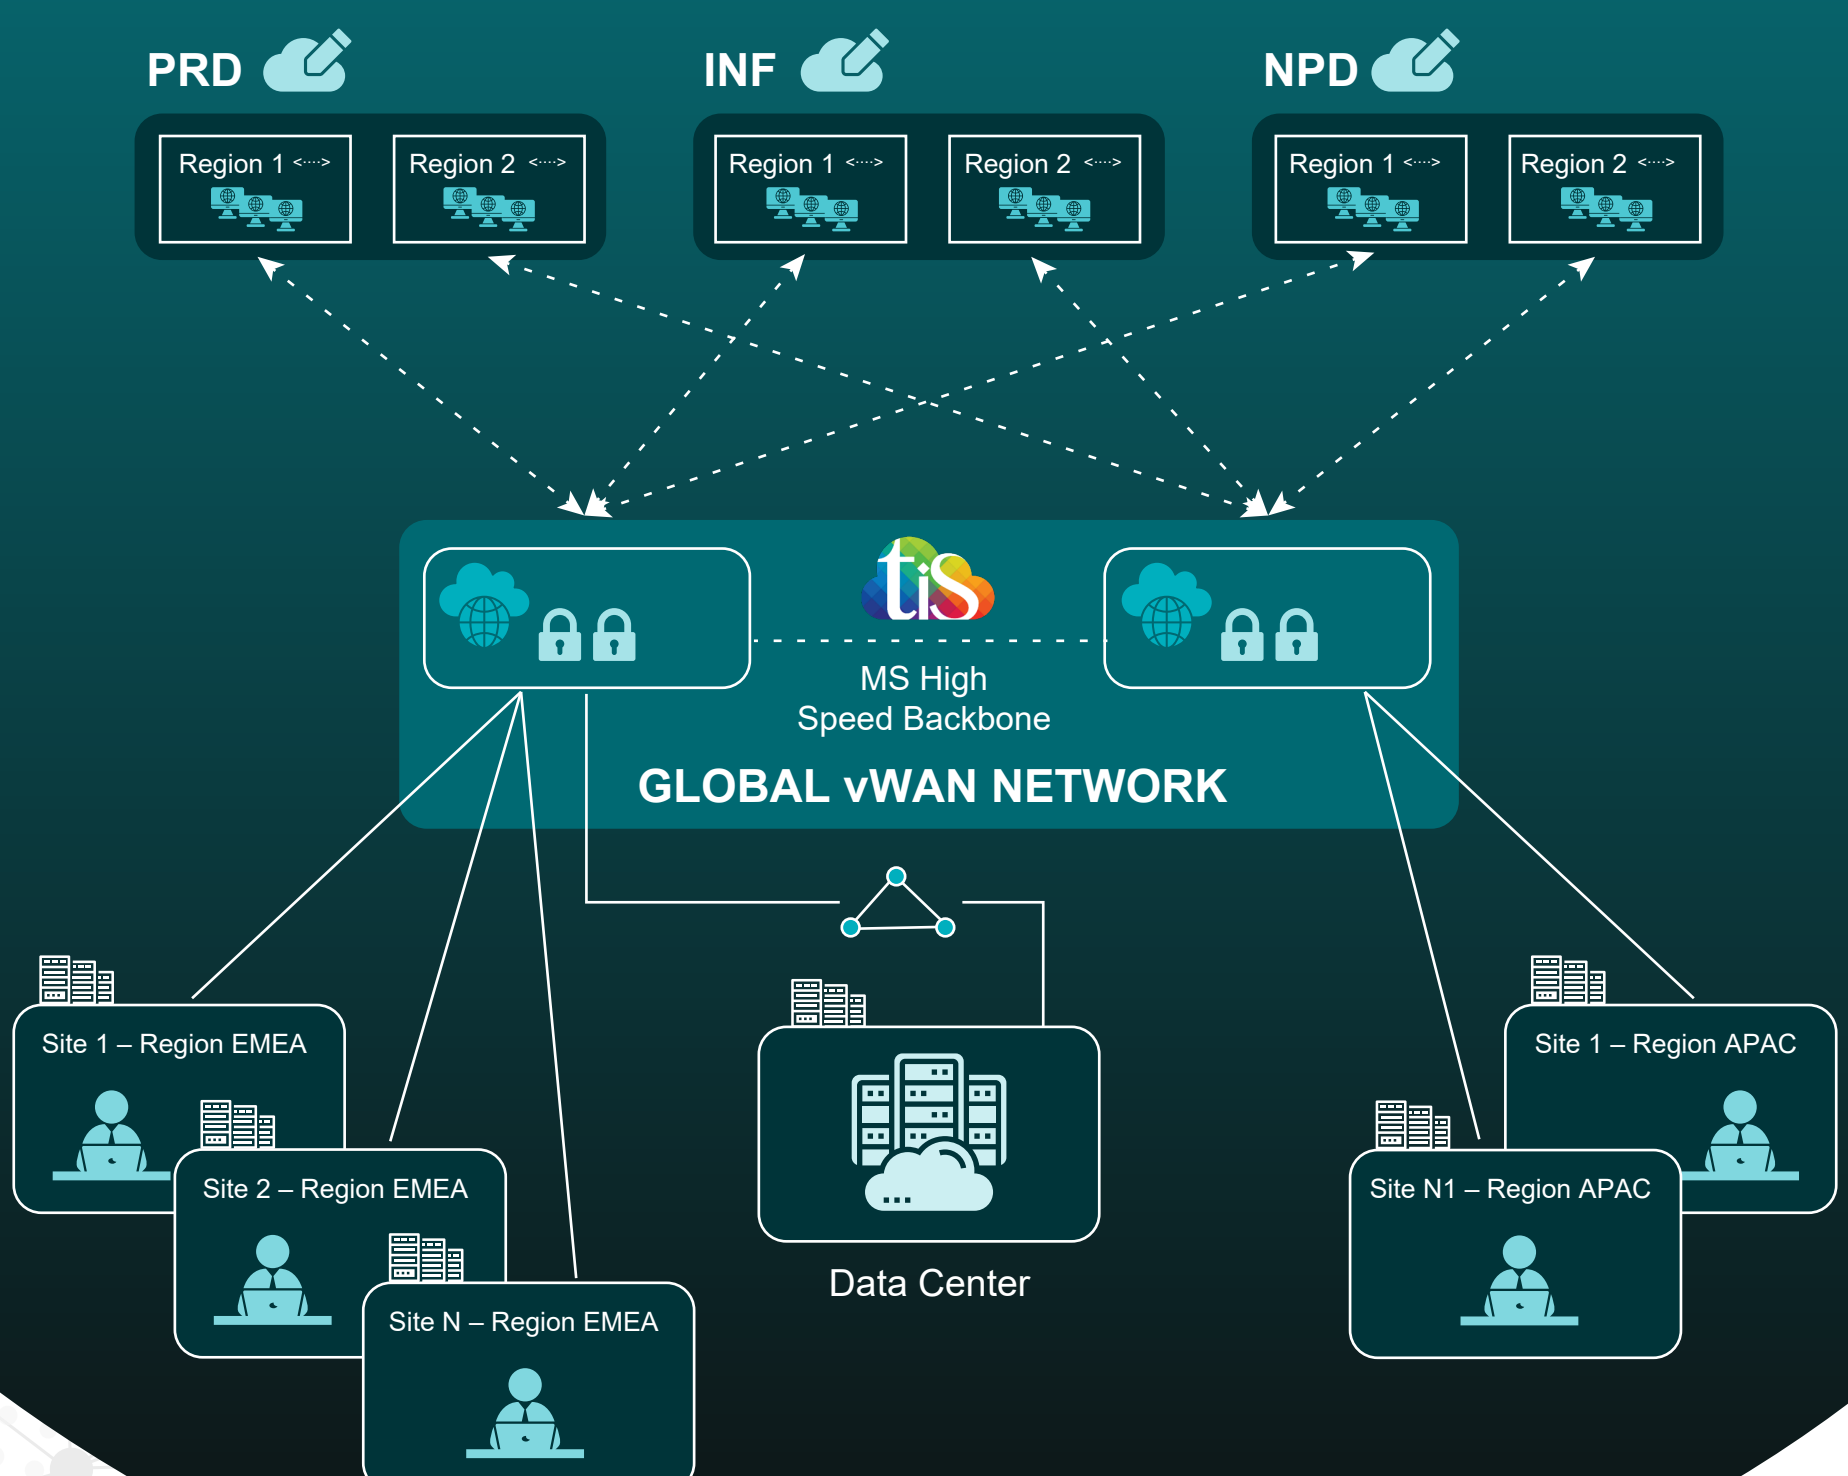 PRD
INF
NPD
Region 1 <····>
Region 2 <····>
Region 1 <····>
Region 2 <····>
Region 1 <····>
Region 2 <····>
tis
MS High
Speed Backbone
GLOBAL vWAN NETWORK
Site 1 – Region EMEA
Site 2 – Region EMEA
Site N – Region EMEA
Data Center
Site 1 – Region APAC
Site N1 – Region APAC